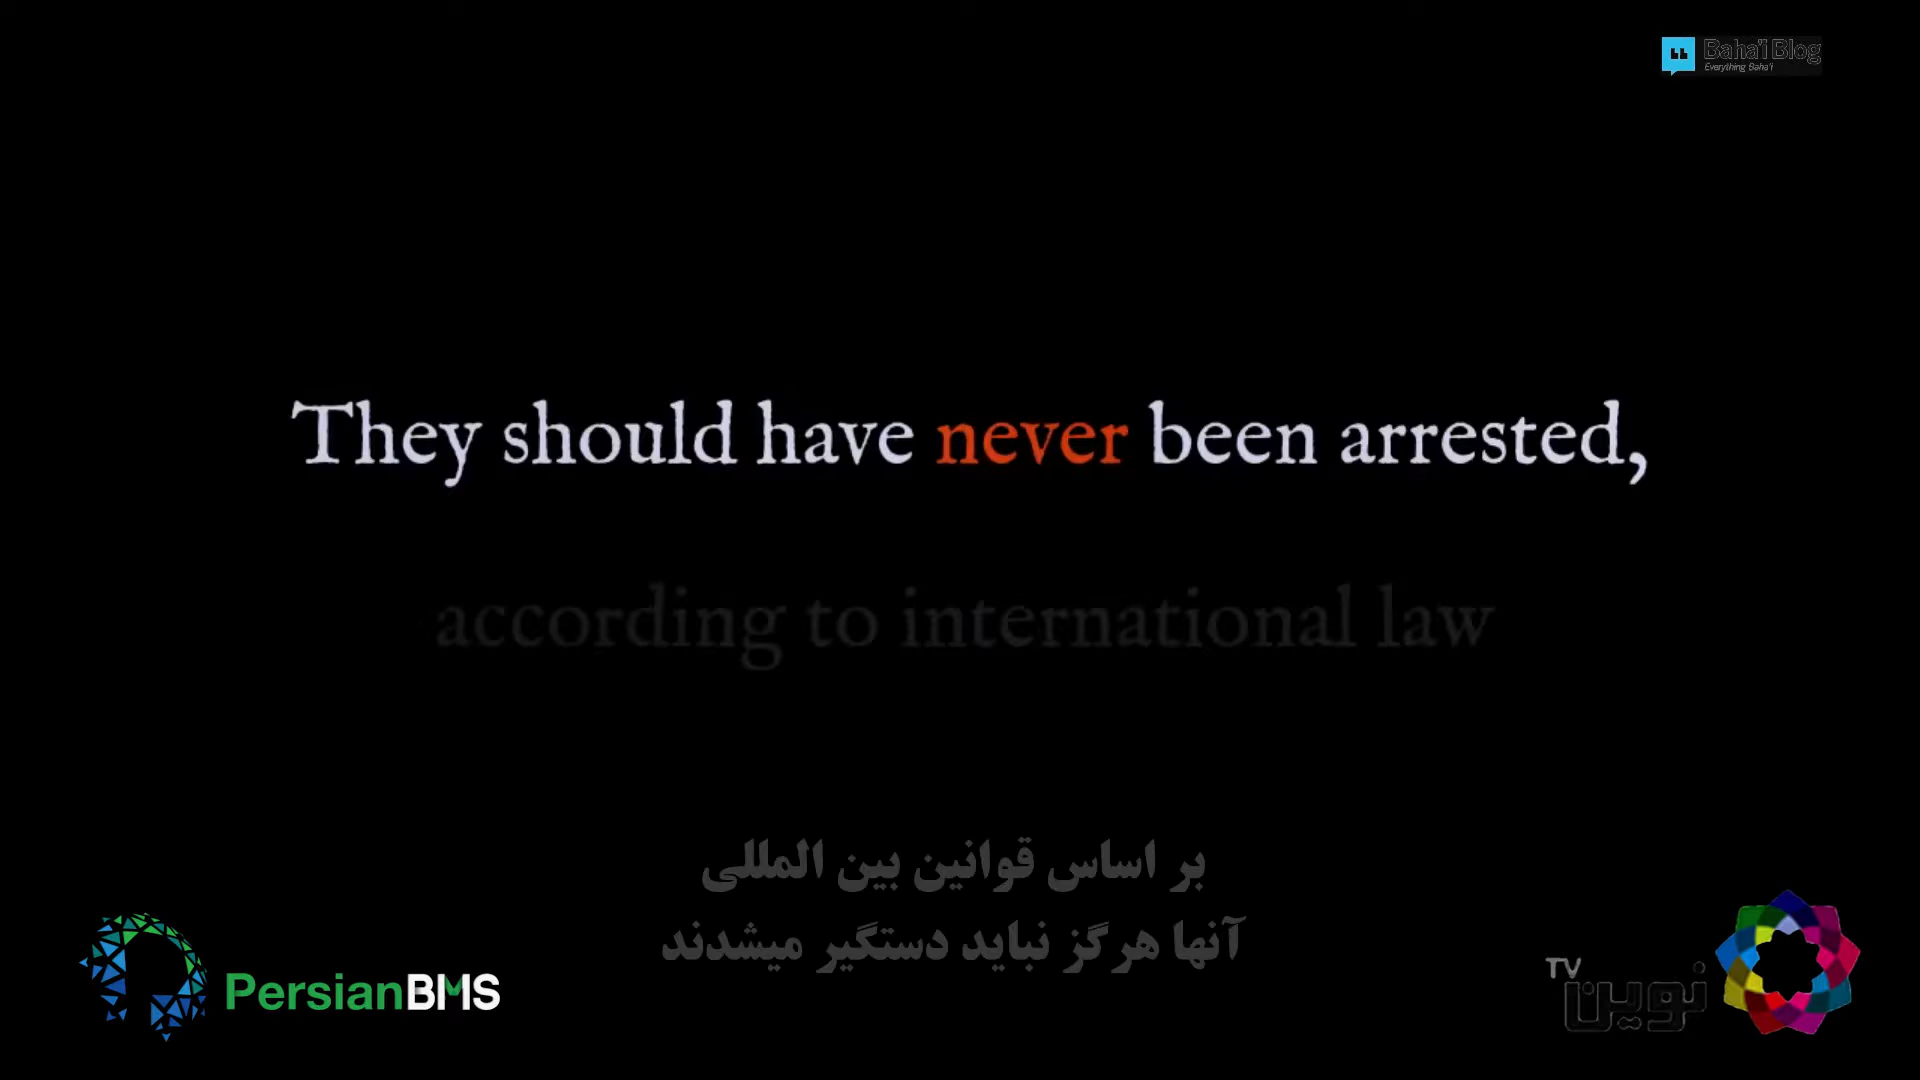 Baha'i Blog
Everything Baha'i
They should have never been arrested,
according to international law
بر اساس قوانین بین المللی
آنها هرگز نباید دستگیر میشدند
PersianBMS
TV
نوین